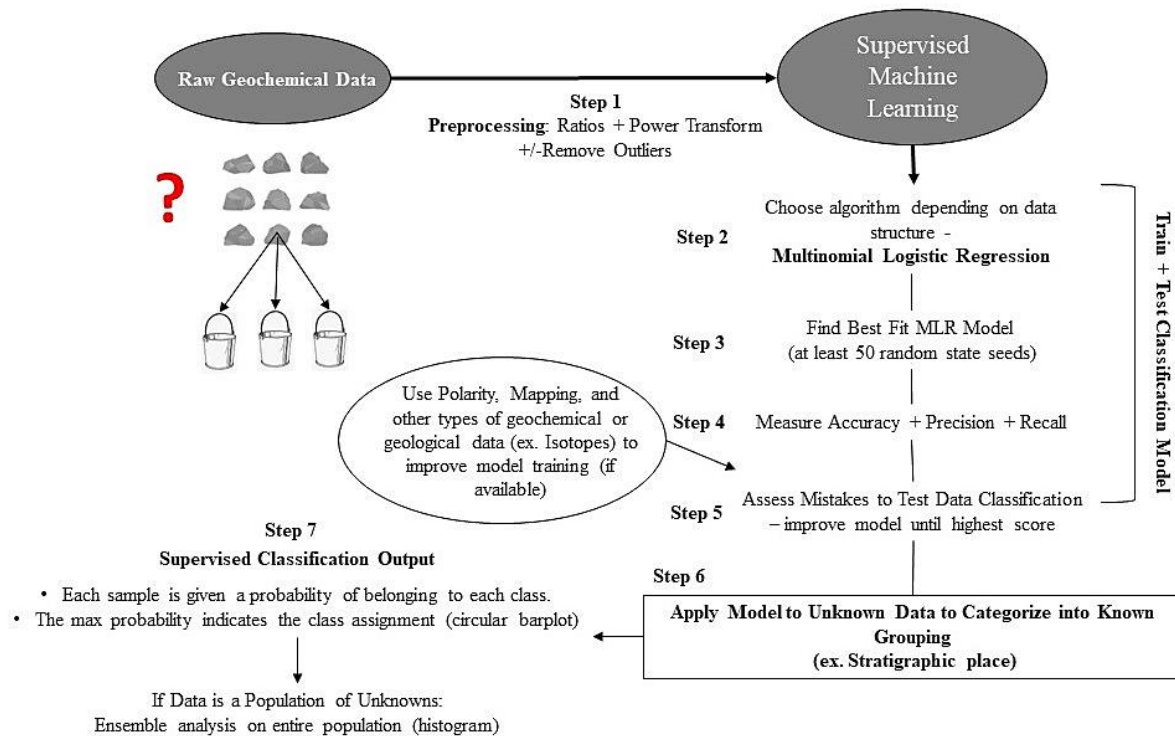 Raw Geochemical Data
Supervised
Machine
Learning
Step 1
Preprocessing: Ratios + Power Transform
+/-Remove Outliers
?
Step 2
Choose algorithm depending on data
structure -
Multinomial Logistic Regression
Step 3
Find Best Fit MLR Model
(at least 50 random state seeds)
Use Polarity, Mapping, and
other types of geochemical or
geological data (ex. Isotopes) to
improve model training (if
available)
Step 4
Measure Accuracy + Precision + Recall
Step 5
Assess Mistakes to Test Data Classification
– improve model until highest score
Train + Test Classification Model
Step 6
Apply Model to Unknown Data to Categorize into Known
Grouping
(ex. Stratigraphic place)
Step 7
Supervised Classification Output
• Each sample is given a probability of belonging to each class.
• The max probability indicates the class assignment (circular barplot)
If Data is a Population of Unknowns:
Ensemble analysis on entire population (histogram)